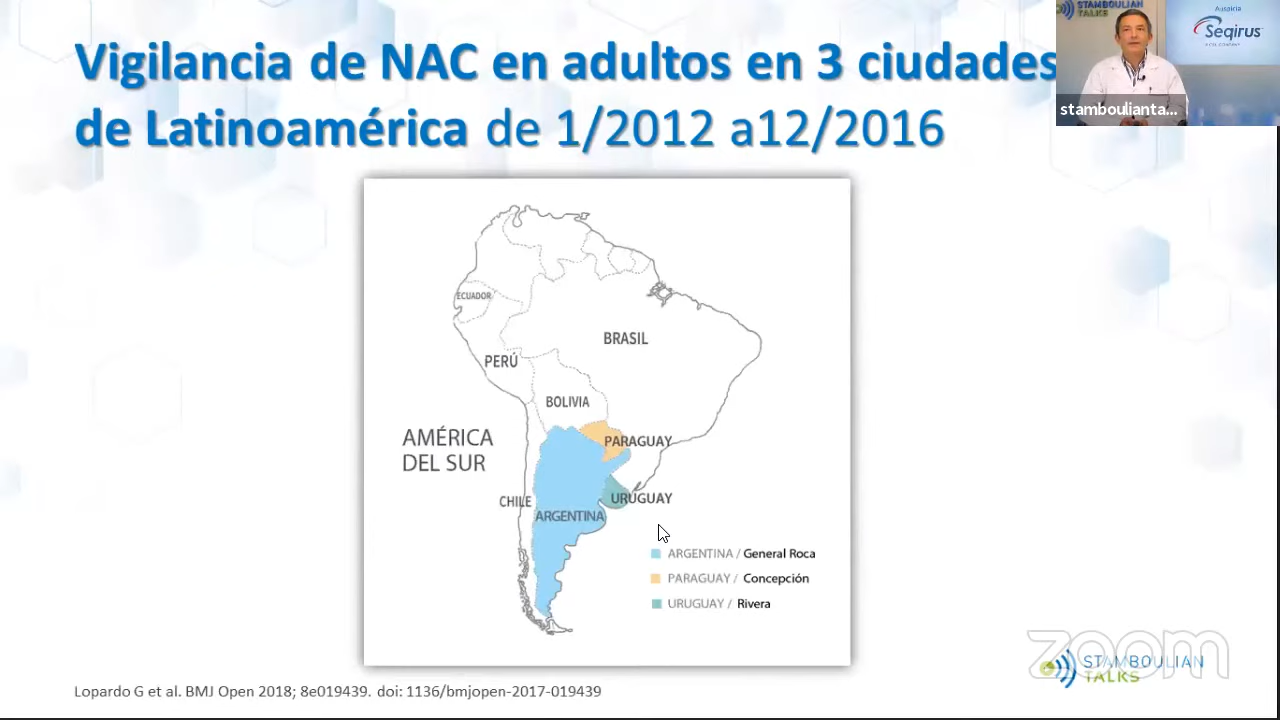 Vigilancia de NAC en adultos en 3 ciudades
de Latinoamérica de 1/2012 a12/2016
STAMBOULIAN
TALKS
Auspicia
Seqirus
stamboulianta...
ECUADOR
BRASIL
PERÚ
BOLIVIA
AMÉRICA
DEL SUR
PARAGUAY
CHILE
URUGUAY
ARGENTINA
ARGENTINA / General Roca
PARAGUAY / Concepción
URUGUAY / Rivera
zoom
STAMBOULIAN
TALKS
Lopardo G et al. BMJ Open 2018; 8e019439. doi: 1136/bmjopen-2017-019439